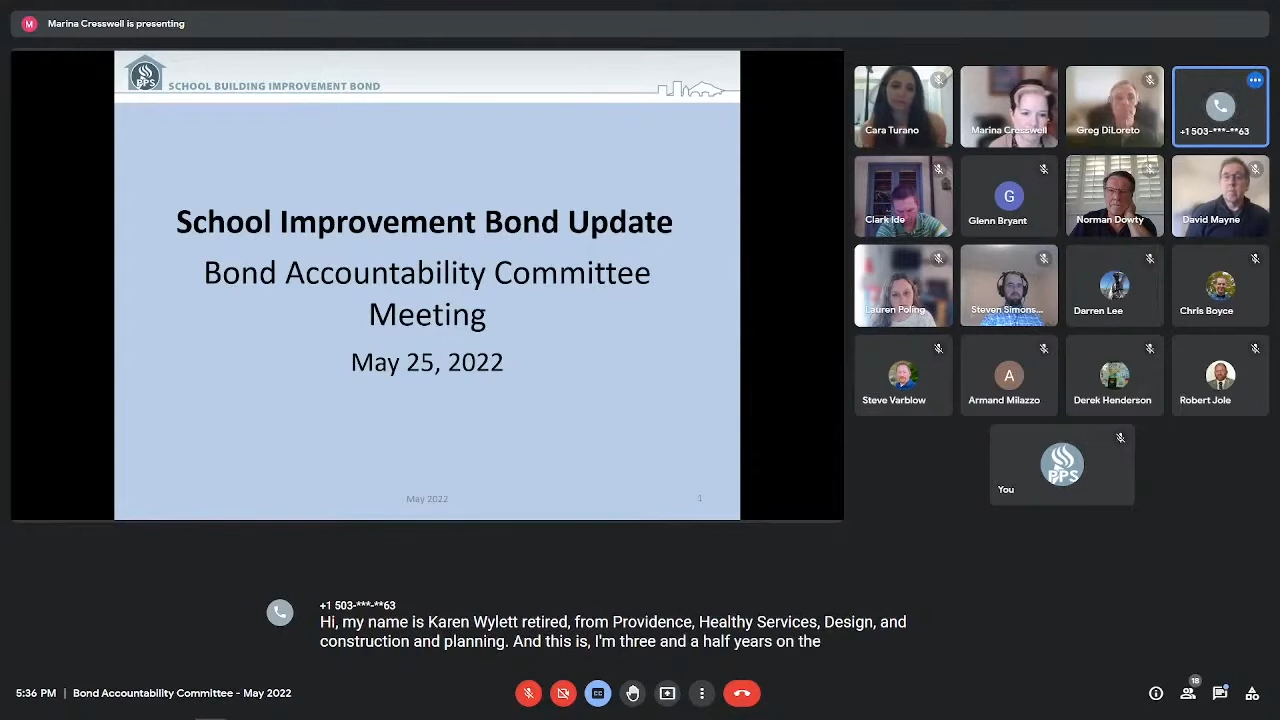 M
Marina Cresswell is presenting
PPS
SCHOOL BUILDING IMPROVEMENT BOND
School Improvement Bond Update
Bond Accountability Committee
Meeting
May 25, 2022
May 2022
1
Cara Turano
Marina Cresswell
Greg DiLoreto
+1 503-***-**63
Clark Ide
G
Glenn Bryant
Norman Dowty
David Mayne
Lauren Poling
Steven Simons...
Darren Lee
Chris Boyce
Steve Varblow
A
Armand Milazzo
Derek Henderson
Robert Jole
PPS
You
+1 503-***-**63
Hi, my name is Karen Wylett retired, from Providence, Healthy Services, Design, and
construction and planning. And this is, I'm three and a half years on the
5:36 PM | Bond Accountability Committee - May 2022
CC
18